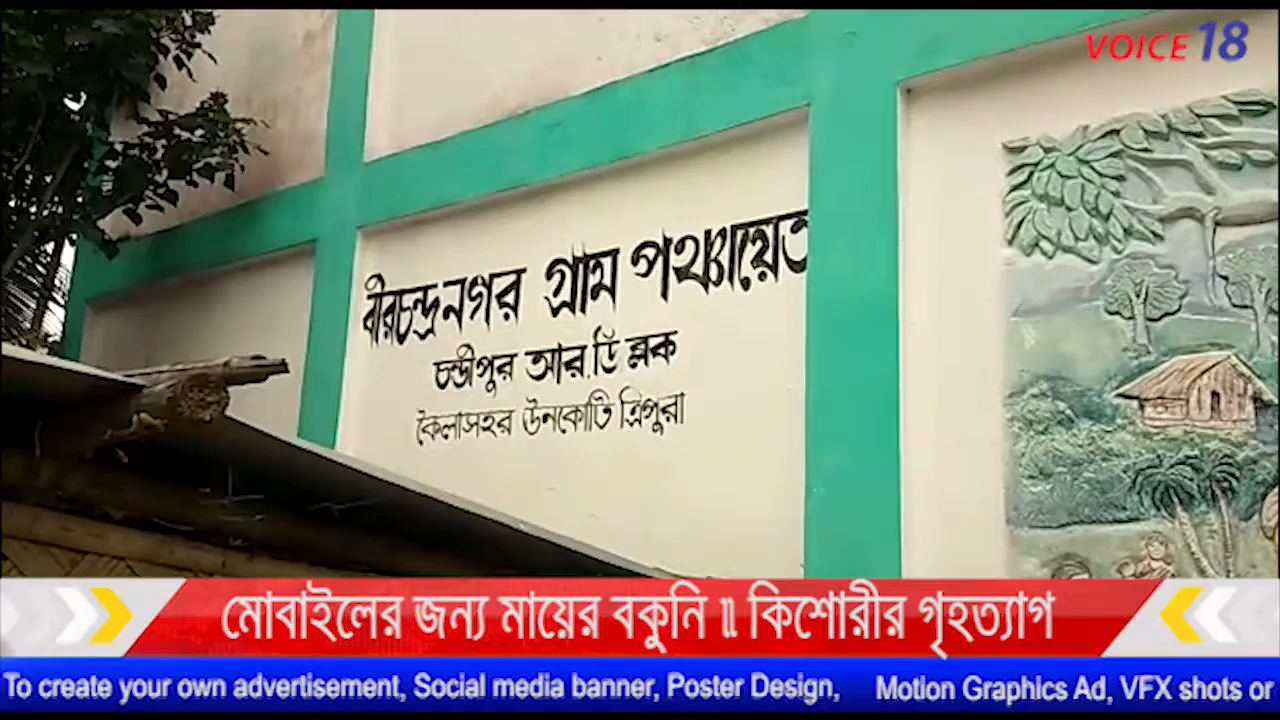 VOICE 18
বীরচন্দ্রনগর গ্রাম পঞ্চায়েত
চন্ডীপুর আর.ডি ব্লক
কৈলাসহর উনকোটি ত্রিপুরা
মোবাইলের জন্য মায়ের বকুনি ॥ কিশোরীর গৃহত্যাগ
To create your own advertisement, Social media banner, Poster Design, Motion Graphics Ad, VFX shots or